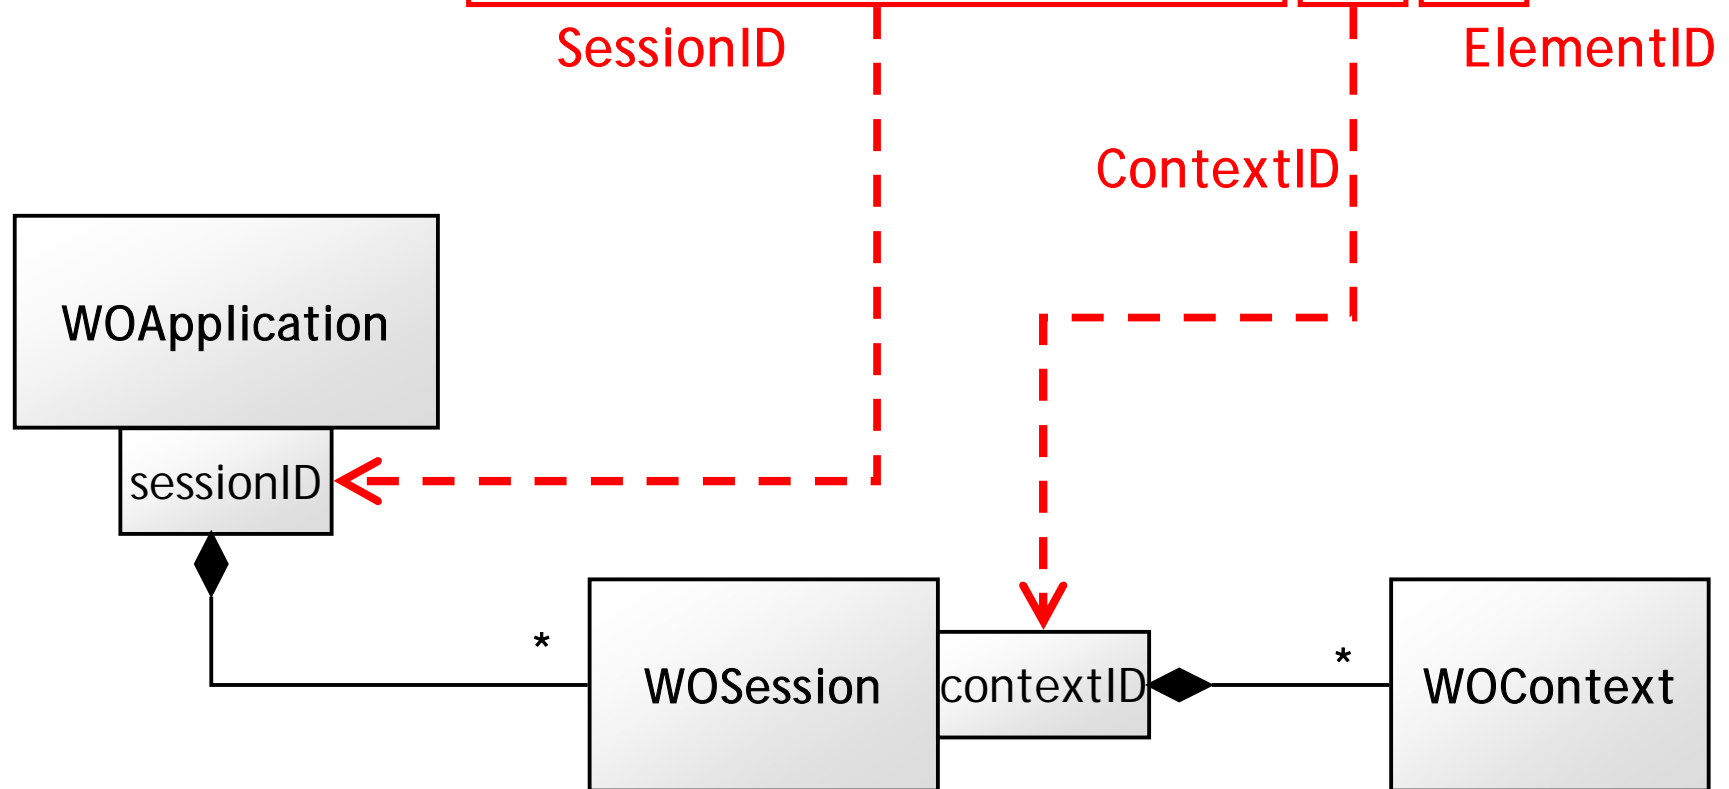 SessionID
ElementID
ContextID
WOApplication
sessionID
*
*
WOSession
contextID
WOContext